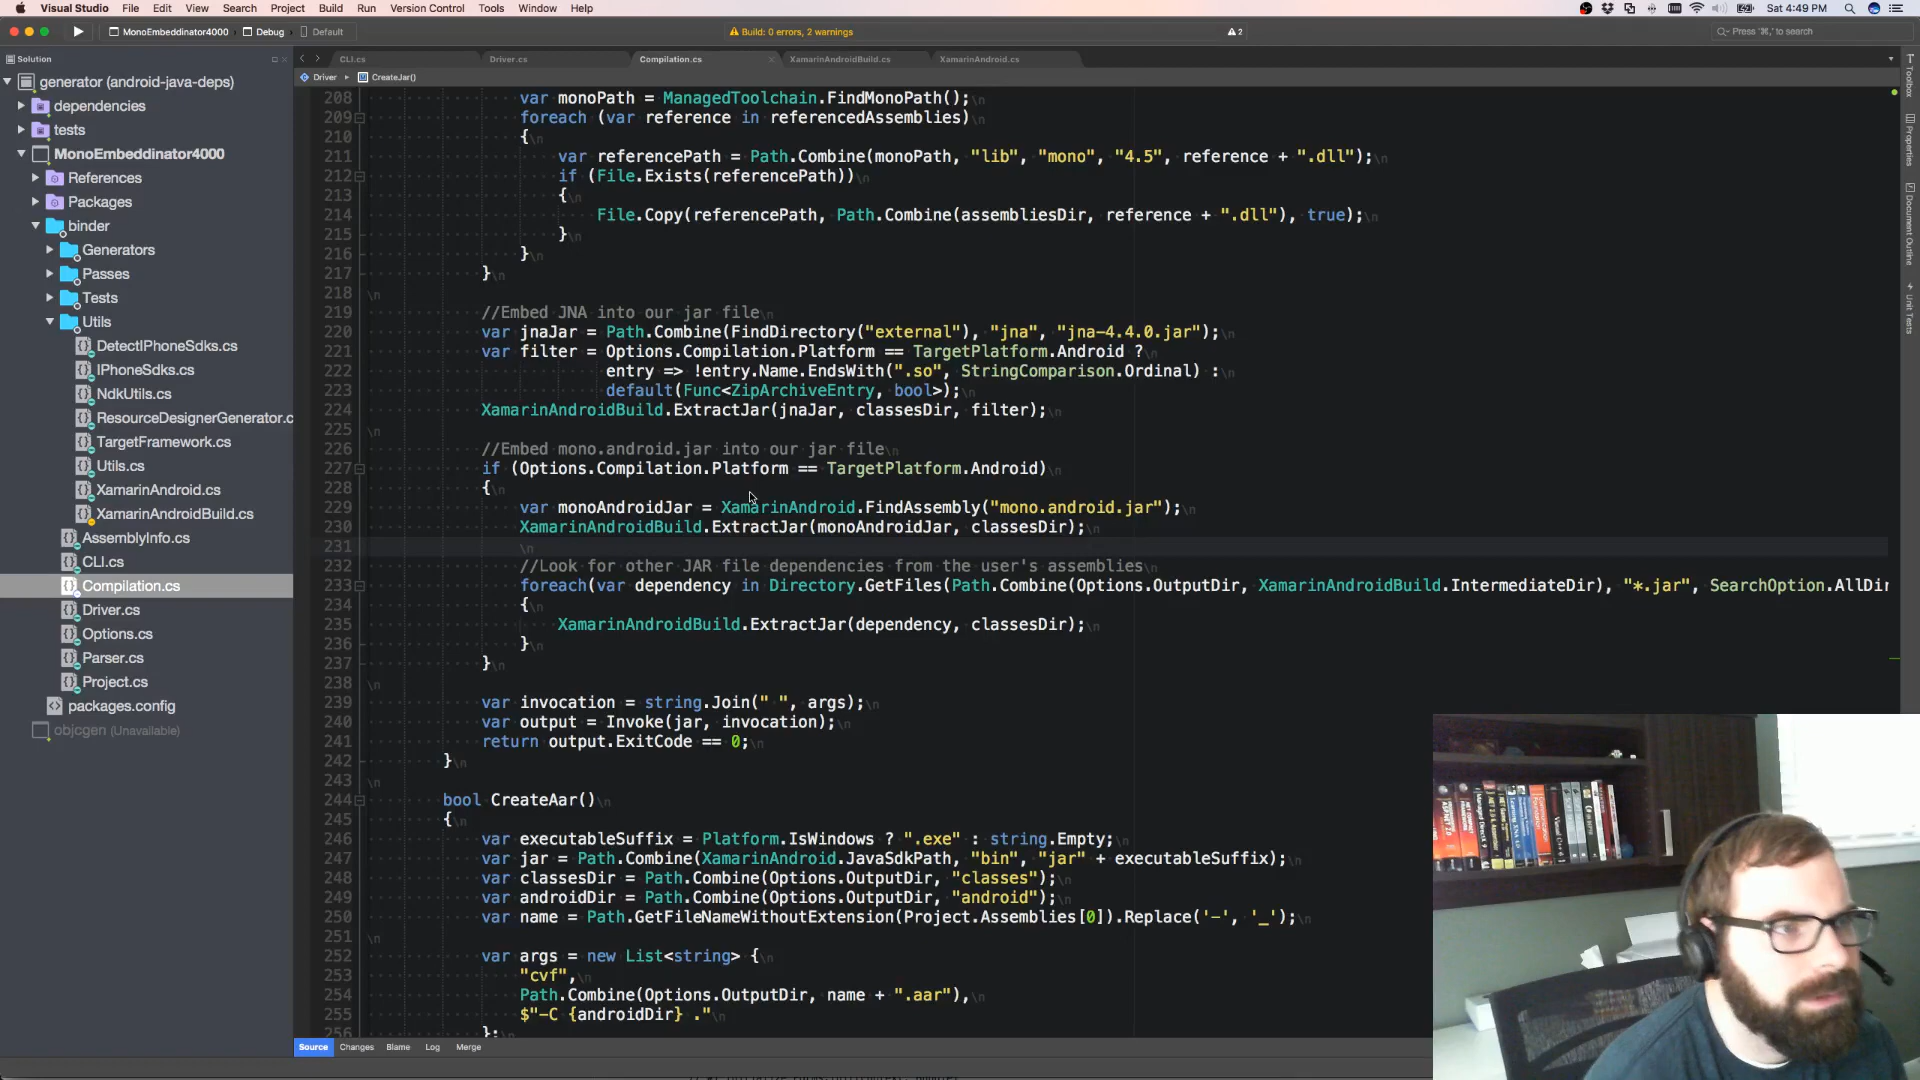 Visual Studio File Edit View Search Project Build Run Version Control Tools Window Help Sat 4:49 PM
MonoEmbeddinator4000 Debug Default Build: 0 errors, 2 warnings 2 Press '⌘.' to search
Solution
CLI.cs Driver.cs Compilation.cs XamarinAndroidBuild.cs XamarinAndroid.cs
Driver CreateJar()
generator (android-java-deps)
dependencies
tests
MonoEmbeddinator4000
References
Packages
binder
Generators
Passes
Tests
Utils
DetectIPhoneSdks.cs
IPhoneSdks.cs
NdkUtils.cs
ResourceDesignerGenerator.c
TargetFramework.cs
Utils.cs
XamarinAndroid.cs
XamarinAndroidBuild.cs
AssemblyInfo.cs
CLI.cs
Compilation.cs
Driver.cs
Options.cs
Parser.cs
Project.cs
packages.config
objcgen (Unavailable)
208 var monoPath = ManagedToolchain.FindMonoPath();\n
209 foreach (var reference in referencedAssemblies)\n
210 {\n
211 var referencePath = Path.Combine(monoPath, "lib", "mono", "4.5", reference + ".dll");\n
212 if (File.Exists(referencePath))\n
213 {\n
214 File.Copy(referencePath, Path.Combine(assembliesDir, reference + ".dll"), true);\n
215 }\n
216 }\n
217 }\n
218 \n
219 //Embed JNA into our jar file\n
220 var jnaJar = Path.Combine(FindDirectory("external"), "jna", "jna-4.4.0.jar");\n
221 var filter = Options.Compilation.Platform == TargetPlatform.Android ?\n
222 entry => !entry.Name.EndsWith(".so", StringComparison.Ordinal) :\n
223 default(Func<ZipArchiveEntry, bool>);\n
224 XamarinAndroidBuild.ExtractJar(jnaJar, classesDir, filter);\n
225 \n
226 //Embed mono.android.jar into our jar file\n
227 if (Options.Compilation.Platform == TargetPlatform.Android)\n
228 {\n
229 var monoAndroidJar = XamarinAndroid.FindAssembly("mono.android.jar");\n
230 XamarinAndroidBuild.ExtractJar(monoAndroidJar, classesDir);\n
231 \n
232 //Look for other JAR file dependencies from the user's assemblies\n
233 foreach(var dependency in Directory.GetFiles(Path.Combine(Options.OutputDir, XamarinAndroidBuild.IntermediateDir), "*.jar", SearchOption.AllDir
234 {\n
235 XamarinAndroidBuild.ExtractJar(dependency, classesDir);\n
236 }\n
237 }\n
238 \n
239 var invocation = string.Join(" ", args);\n
240 var output = Invoke(jar, invocation);\n
241 return output.ExitCode == 0;\n
242 }\n
243 \n
244 bool CreateAar()\n
245 {\n
246 var executableSuffix = Platform.IsWindows ? ".exe" : string.Empty;\n
247 var jar = Path.Combine(XamarinAndroid.JavaSdkPath, "bin", "jar" + executableSuffix);\n
248 var classesDir = Path.Combine(Options.OutputDir, "classes");\n
249 var androidDir = Path.Combine(Options.OutputDir, "android");\n
250 var name = Path.GetFileNameWithoutExtension(Project.Assemblies[0]).Replace('-', '_');\n
251 \n
252 var args = new List<string> {\n
253 "cvf",\n
254 Path.Combine(Options.OutputDir, name + ".aar"),\n
255 $"-C {androidDir} ."\n
256 };\n
Source Changes Blame Log Merge
Toolbox
Properties
Document Outline
Unit Tests